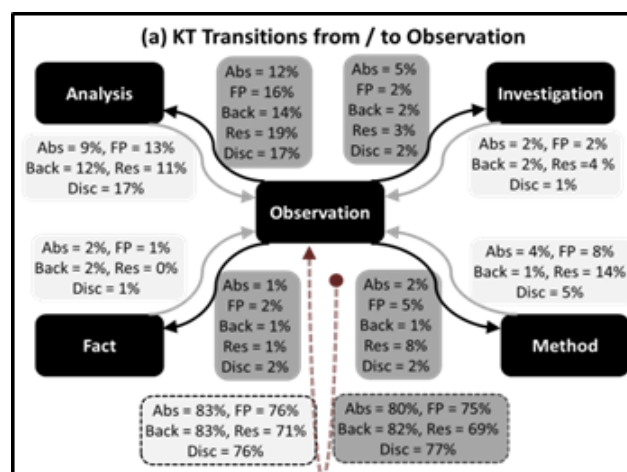 (a) KT Transitions from / to Observation
Analysis
Abs = 12%
FP = 16%
Back = 14%
Res = 19%
Disc = 17%
Abs = 5%
FP = 2%
Back = 2%
Res = 3%
Disc = 2%
Investigation
Abs = 9%, FP = 13%
Back = 12%, Res = 11%
Disc = 17%
Abs = 2%, FP = 2%
Back = 2%, Res =4 %
Disc = 1%
Observation
Abs = 2%, FP = 1%
Back = 2%, Res = 0%
Disc = 1%
Abs = 4%, FP = 8%
Back = 1%, Res = 14%
Disc = 5%
Fact
Abs = 1%
FP = 2%
Back = 1%
Res = 1%
Disc = 2%
Abs = 2%
FP = 5%
Back = 1%
Res = 8%
Disc = 2%
Method
Abs = 83%, FP = 76%
Back = 83%, Res = 71%
Disc = 76%
Abs = 80%, FP = 75%
Back = 82%, Res = 69%
Disc = 77%